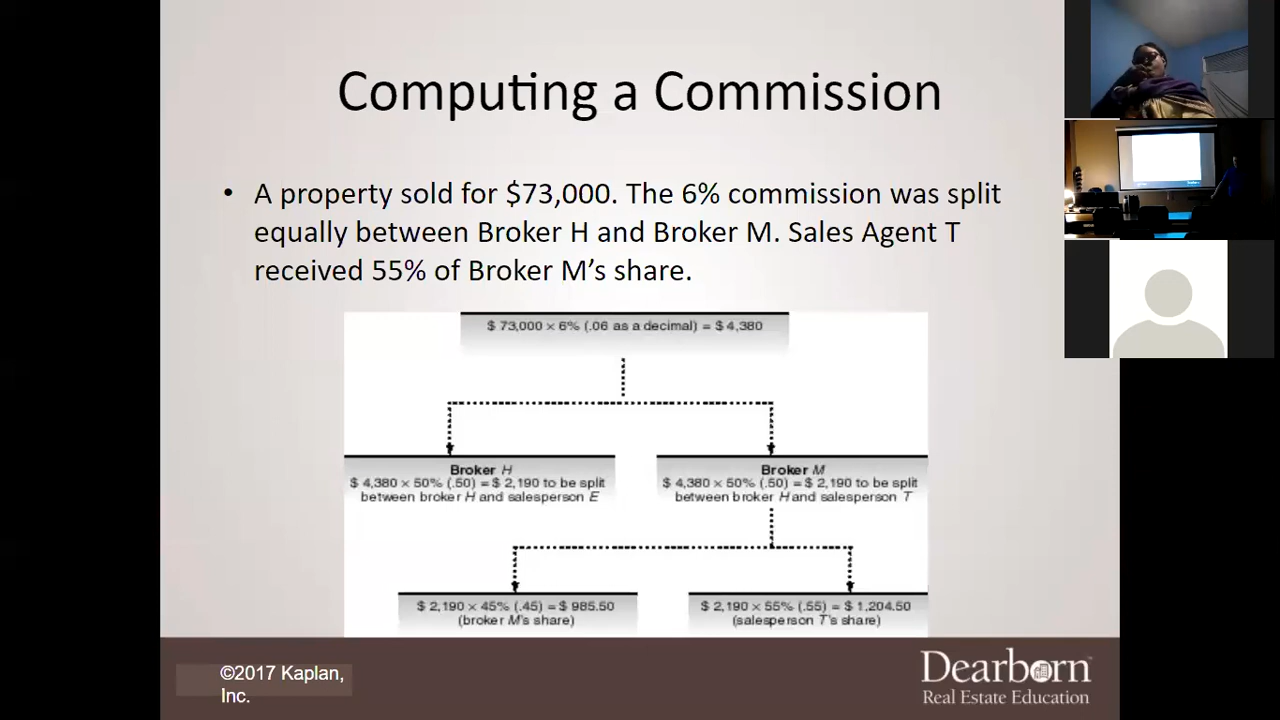 Computing a Commission
• A property sold for $73,000. The 6% commission was split
equally between Broker H and Broker M. Sales Agent T
received 55% of Broker M’s share.
$ 73,000 × 6% (.06 as a decimal) = $ 4,380
Broker H
$ 4,380 × 50% (.50) = $ 2,190 to be split
between broker H and salesperson E
Broker M
$ 4,380 × 50% (.50) = $ 2,190 to be split
between broker H and salesperson T
$ 2,190 × 45% (.45) = $ 985.50
(broker M's share)
$ 2,190 × 55% (.55) = $ 1,204.50
(salesperson T's share)
©2017 Kaplan,
Inc.
Dearborn
Real Estate Education